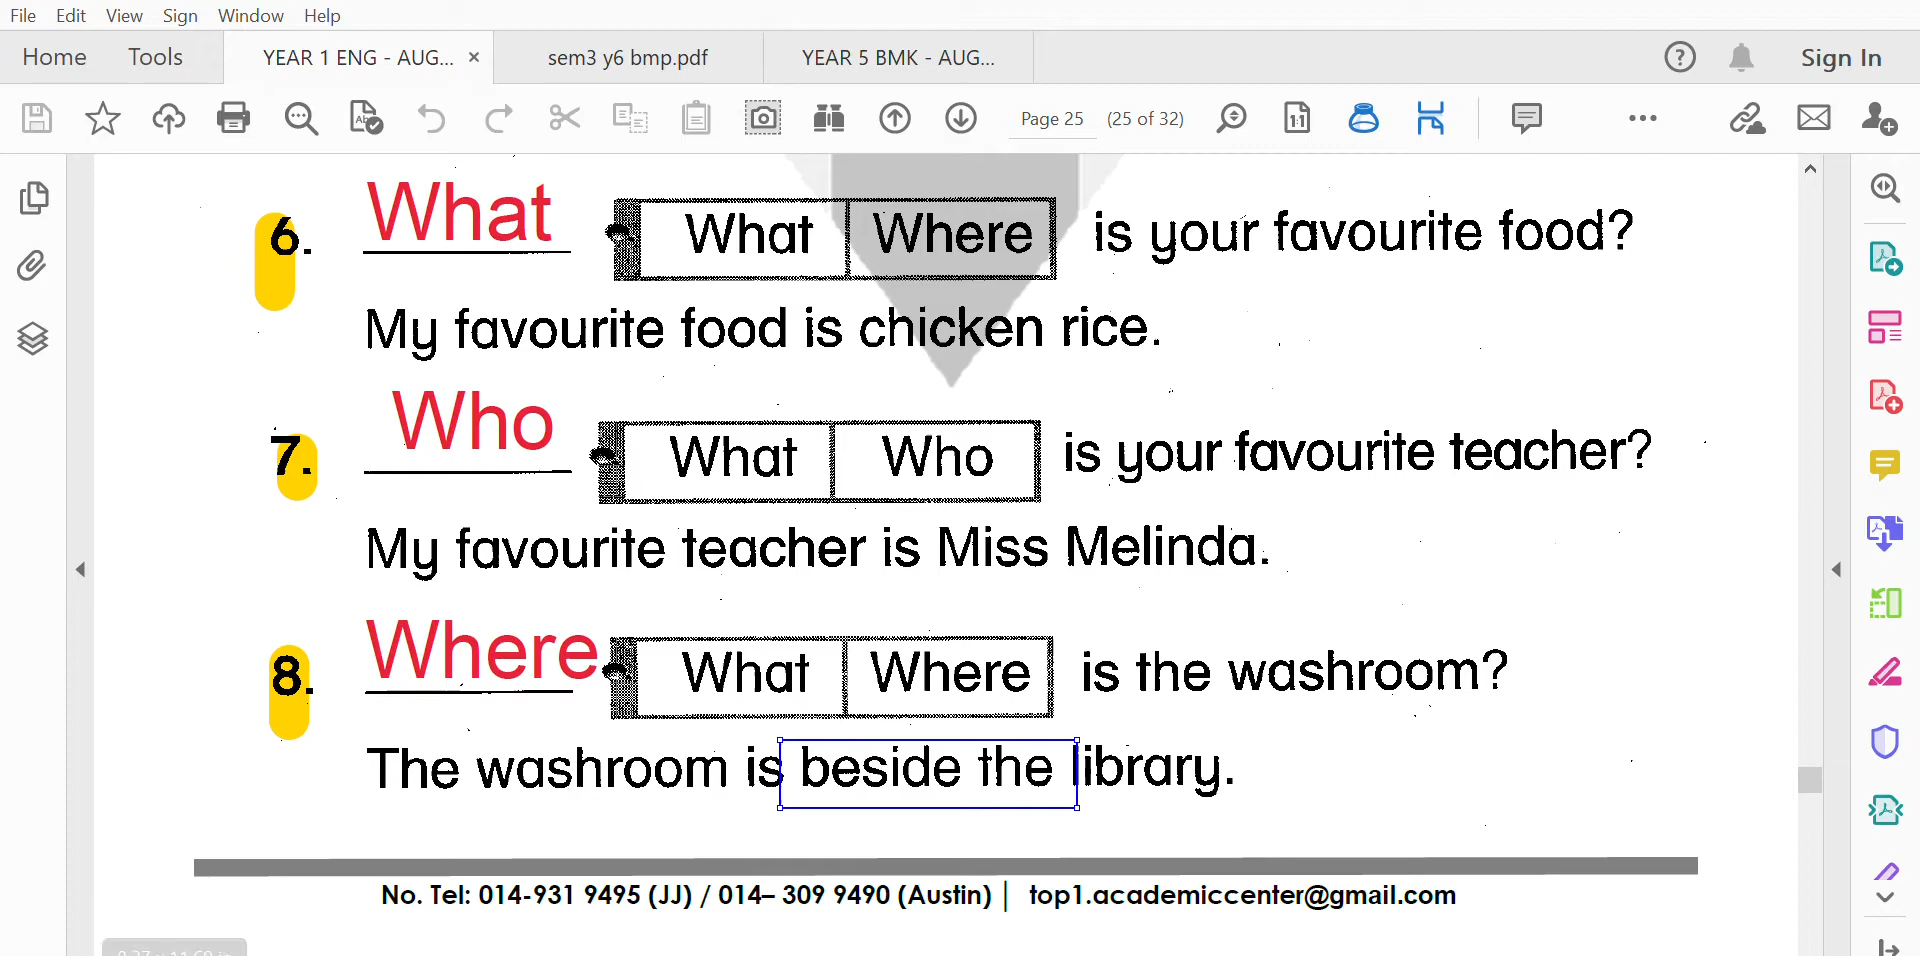 File Edit View Sign Window Help
Home Tools YEAR 1 ENG - AUG... × sem3 y6 bmp.pdf YEAR 5 BMK - AUG... Sign In
Page 25 (25 of 32)
6. What What Where is your favourite food?
My favourite food is chicken rice.
7. Who What Who is your favourite teacher?
My favourite teacher is Miss Melinda.
8. Where What Where is the washroom?
The washroom is beside the library.
No. Tel: 014-931 9495 (JJ) / 014– 309 9490 (Austin) | top1.academiccenter@gmail.com